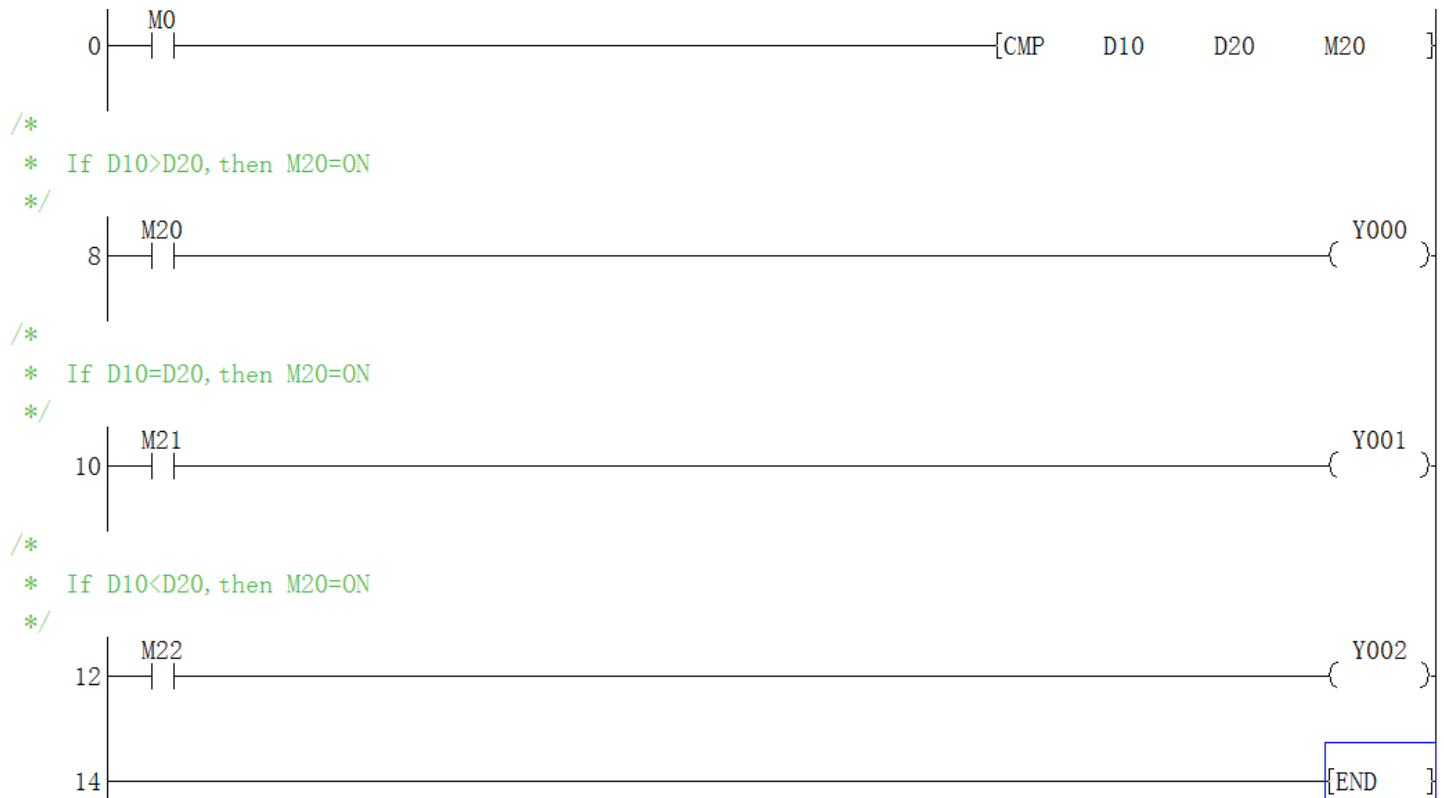 M0
0 [CMP D10 D20 M20 ]
/*
* If D10>D20,then M20=ON
*/
M20 Y000
8 ( )
/*
* If D10=D20,then M20=ON
*/
M21 Y001
10 ( )
/*
* If D10<D20,then M20=ON
*/
M22 Y002
12 ( )
14 [END ]